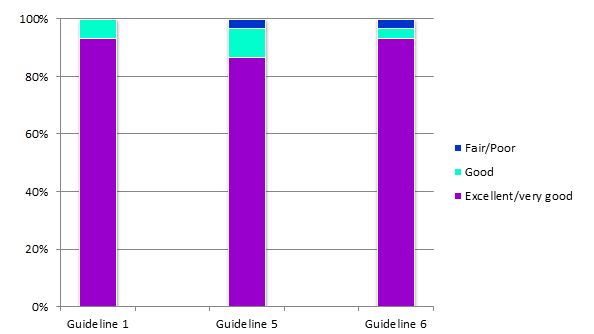 100%
80%
60%
40%
20%
0%
Guideline 1
Guideline 5
Guideline 6
Fair/Poor
Good
Excellent/very good